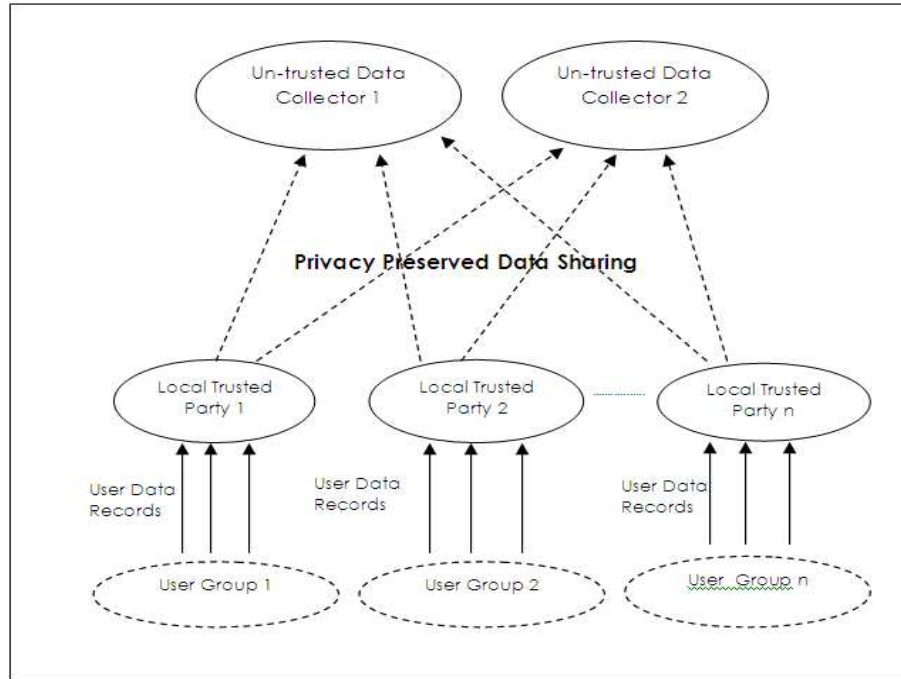 Un-trusted Data
Collector 1
Un-trusted Data
Collector 2
Privacy Preserved Data Sharing
Local Trusted
Party 1
Local Trusted
Party 2
Local Trusted
Party n
User Data
Records
User Data
Records
User Data
Records
User Group 1
User Group 2
User Group n